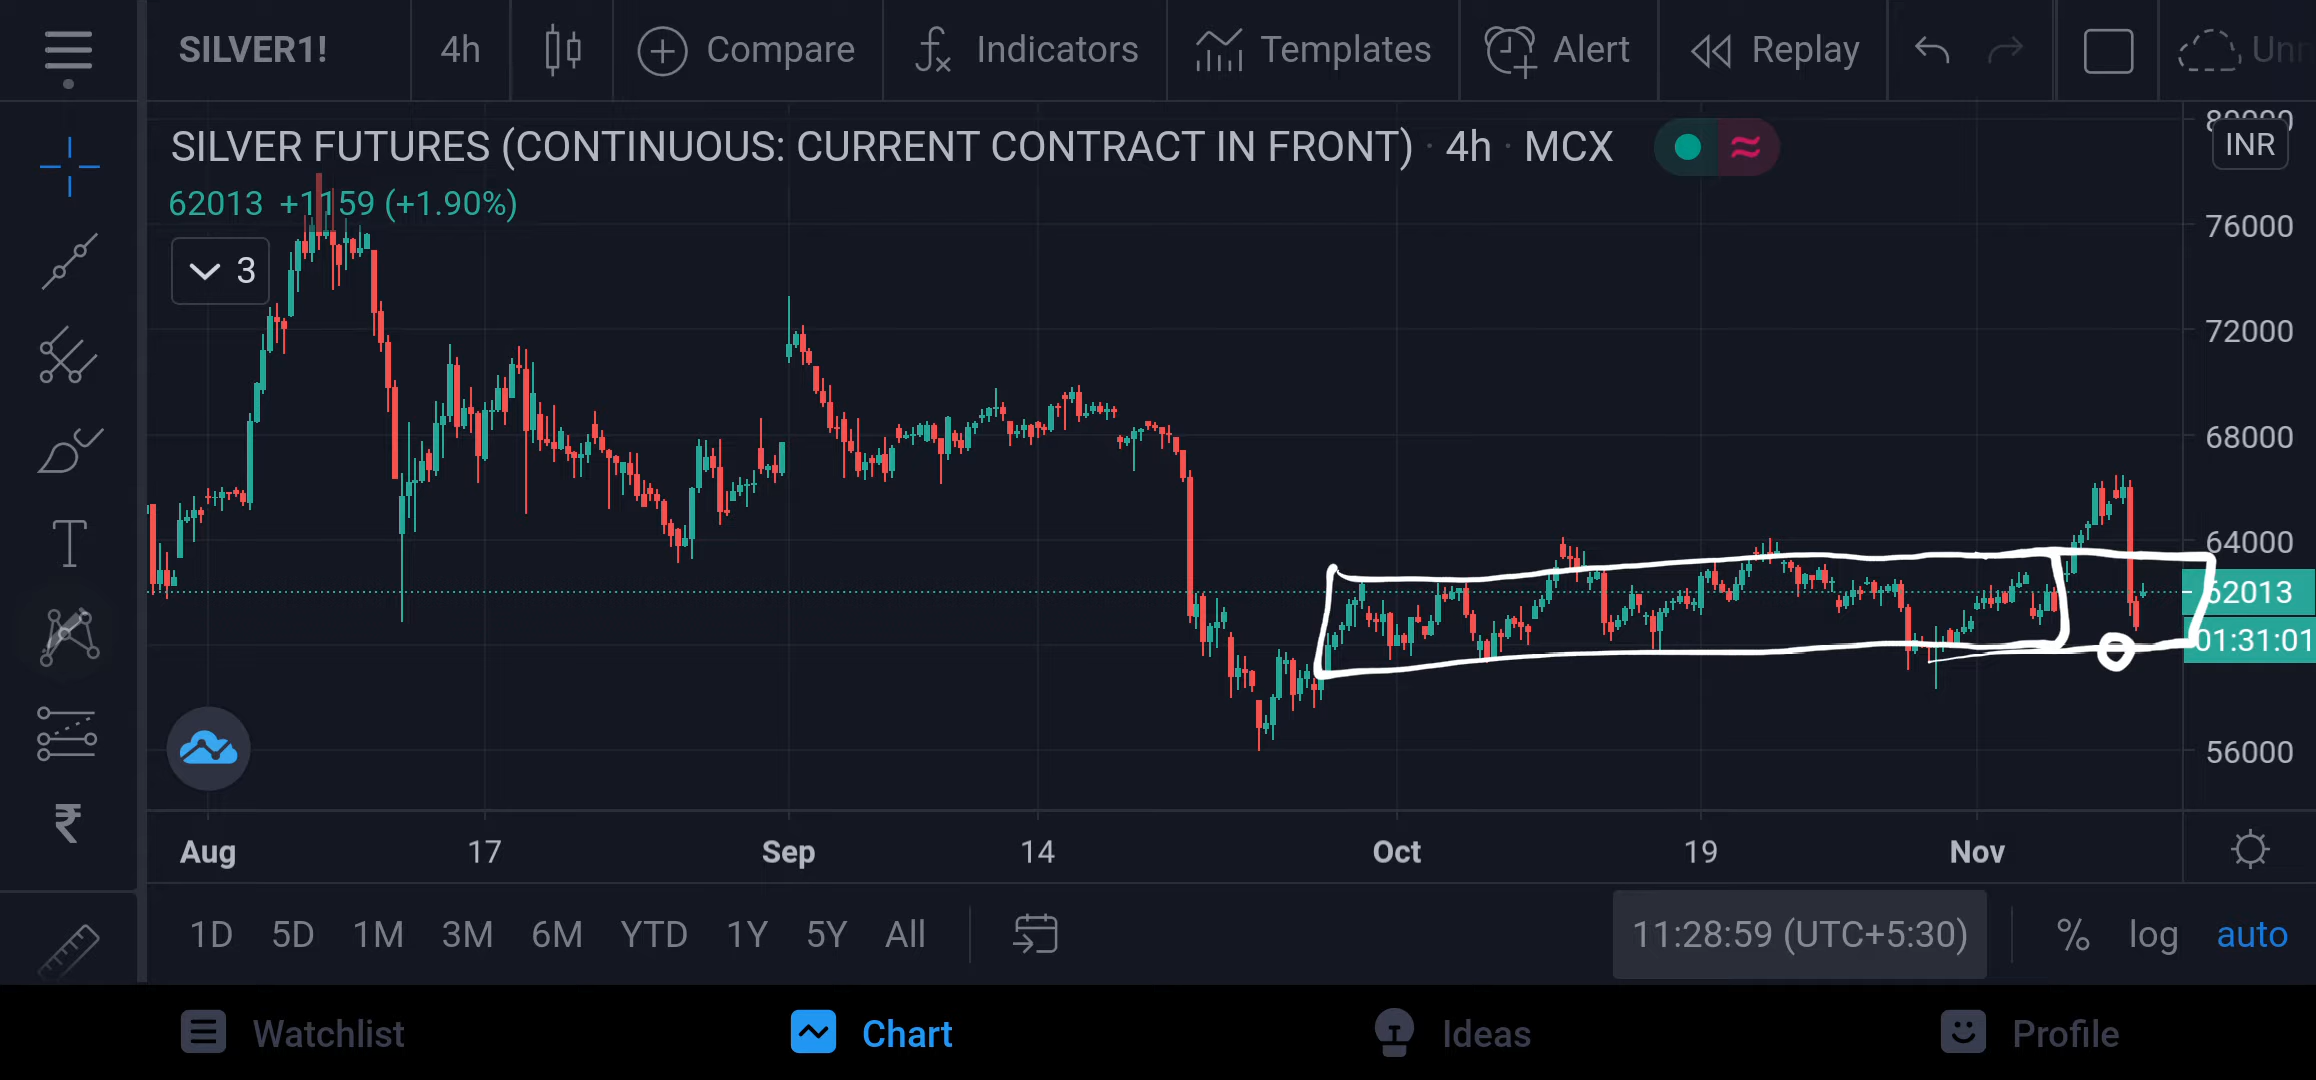 SILVER1! 4h Compare Indicators Templates Alert Replay
SILVER FUTURES (CONTINUOUS: CURRENT CONTRACT IN FRONT) · 4h · MCX
62013 +1159 (+1.90%)
3
80000
INR
76000
72000
68000
64000
62013
01:31:01
56000
Aug 17 Sep 14 Oct 19 Nov
1D 5D 1M 3M 6M YTD 1Y 5Y All 11:28:59 (UTC+5:30) % log auto
Watchlist Chart Ideas Profile